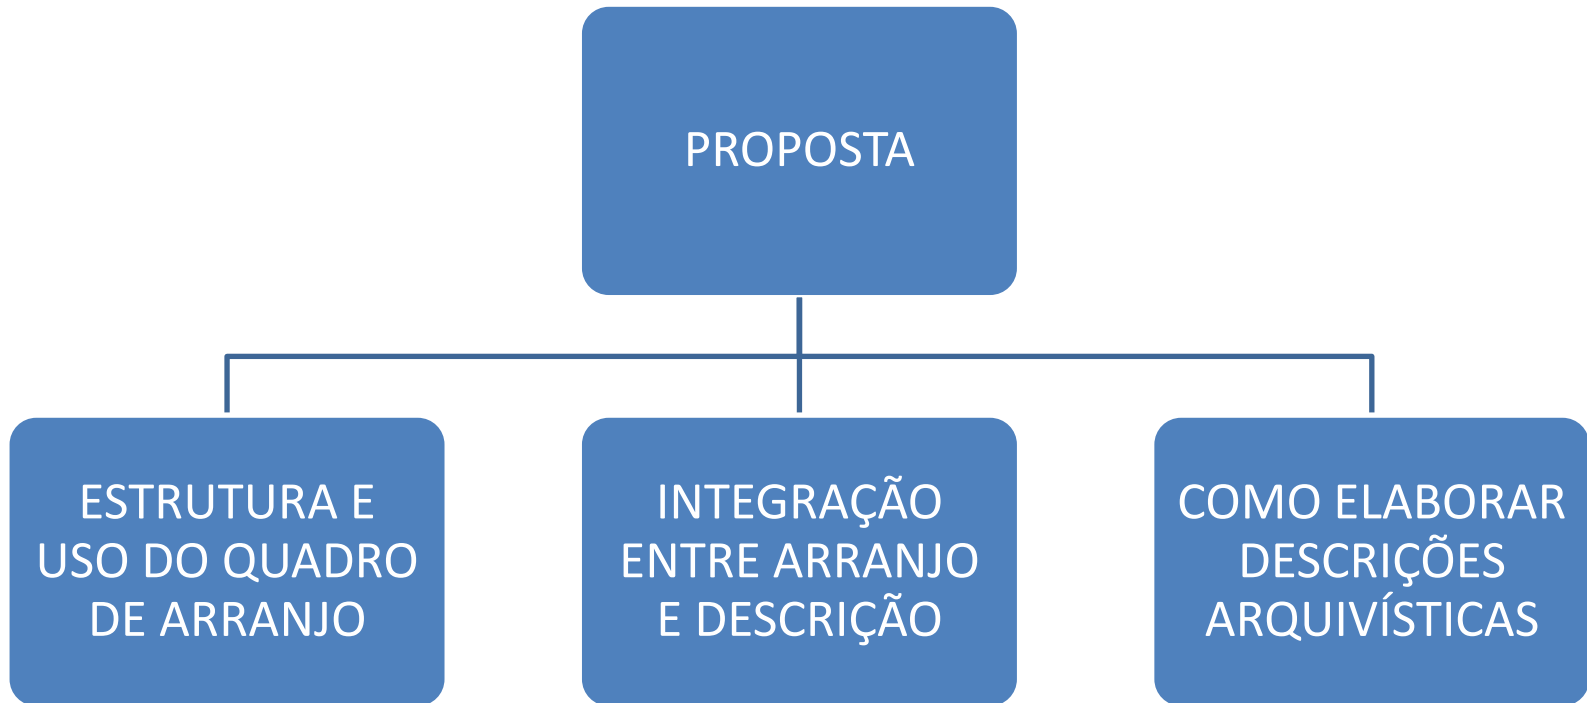 PROPOSTA
ESTRUTURA E
USO DO QUADRO
DE ARRANJO
INTEGRAÇÃO
ENTRE ARRANJO
E DESCRIÇÃO
COMO ELABORAR
DESCRIÇÕES
ARQUIVÍSTICAS